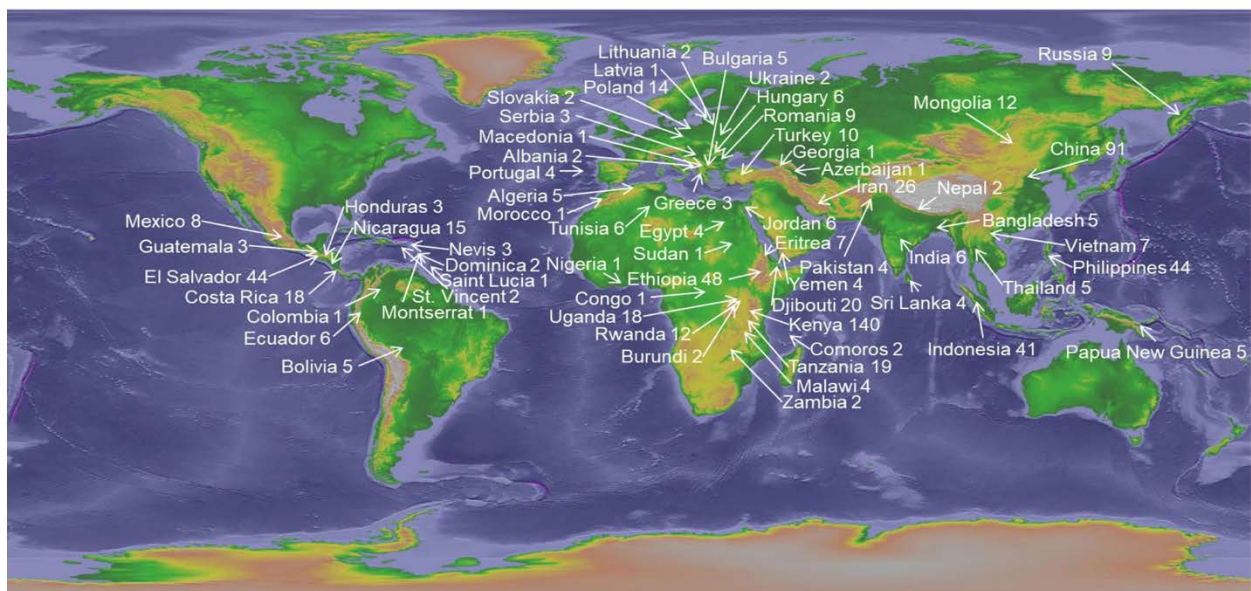 Lithuania 2
Bulgaria 5
Russia 9
Latvia 1
Ukraine 2
Poland 14
Hungary 6
Slovakia 2
Mongolia 12
Serbia 3
Romania 9
Macedonia 1
Turkey 10
China 91
Georgia 1
Albania 2
Azerbaijan 1
Portugal 4
Iran 26
Nepal 2
Algeria 5
Greece 3
Honduras 3
Morocco 1
Mexico 8
Nicaragua 15
Tunisia 6
Egypt 4
Jordan 6
Bangladesh 5
Guatemala 3
Nevis 3
Sudan 1
Eritrea 7
India 6
Vietnam 7
Dominica 2
Nigeria 1
Pakistan 4
Philippines 44
El Salvador 44
Saint Lucia 1
Ethiopia 48
Yemen 4
Thailand 5
Costa Rica 18
St. Vincent 2
Congo 1
Djibouti 20
Sri Lanka 4
Colombia 1
Montserrat 1
Uganda 18
Kenya 140
Ecuador 6
Rwanda 12
Comoros 2
Indonesia 41
Papua New Guinea 5
Bolivia 5
Burundi 2
Tanzania 19
Malawi 4
Zambia 2